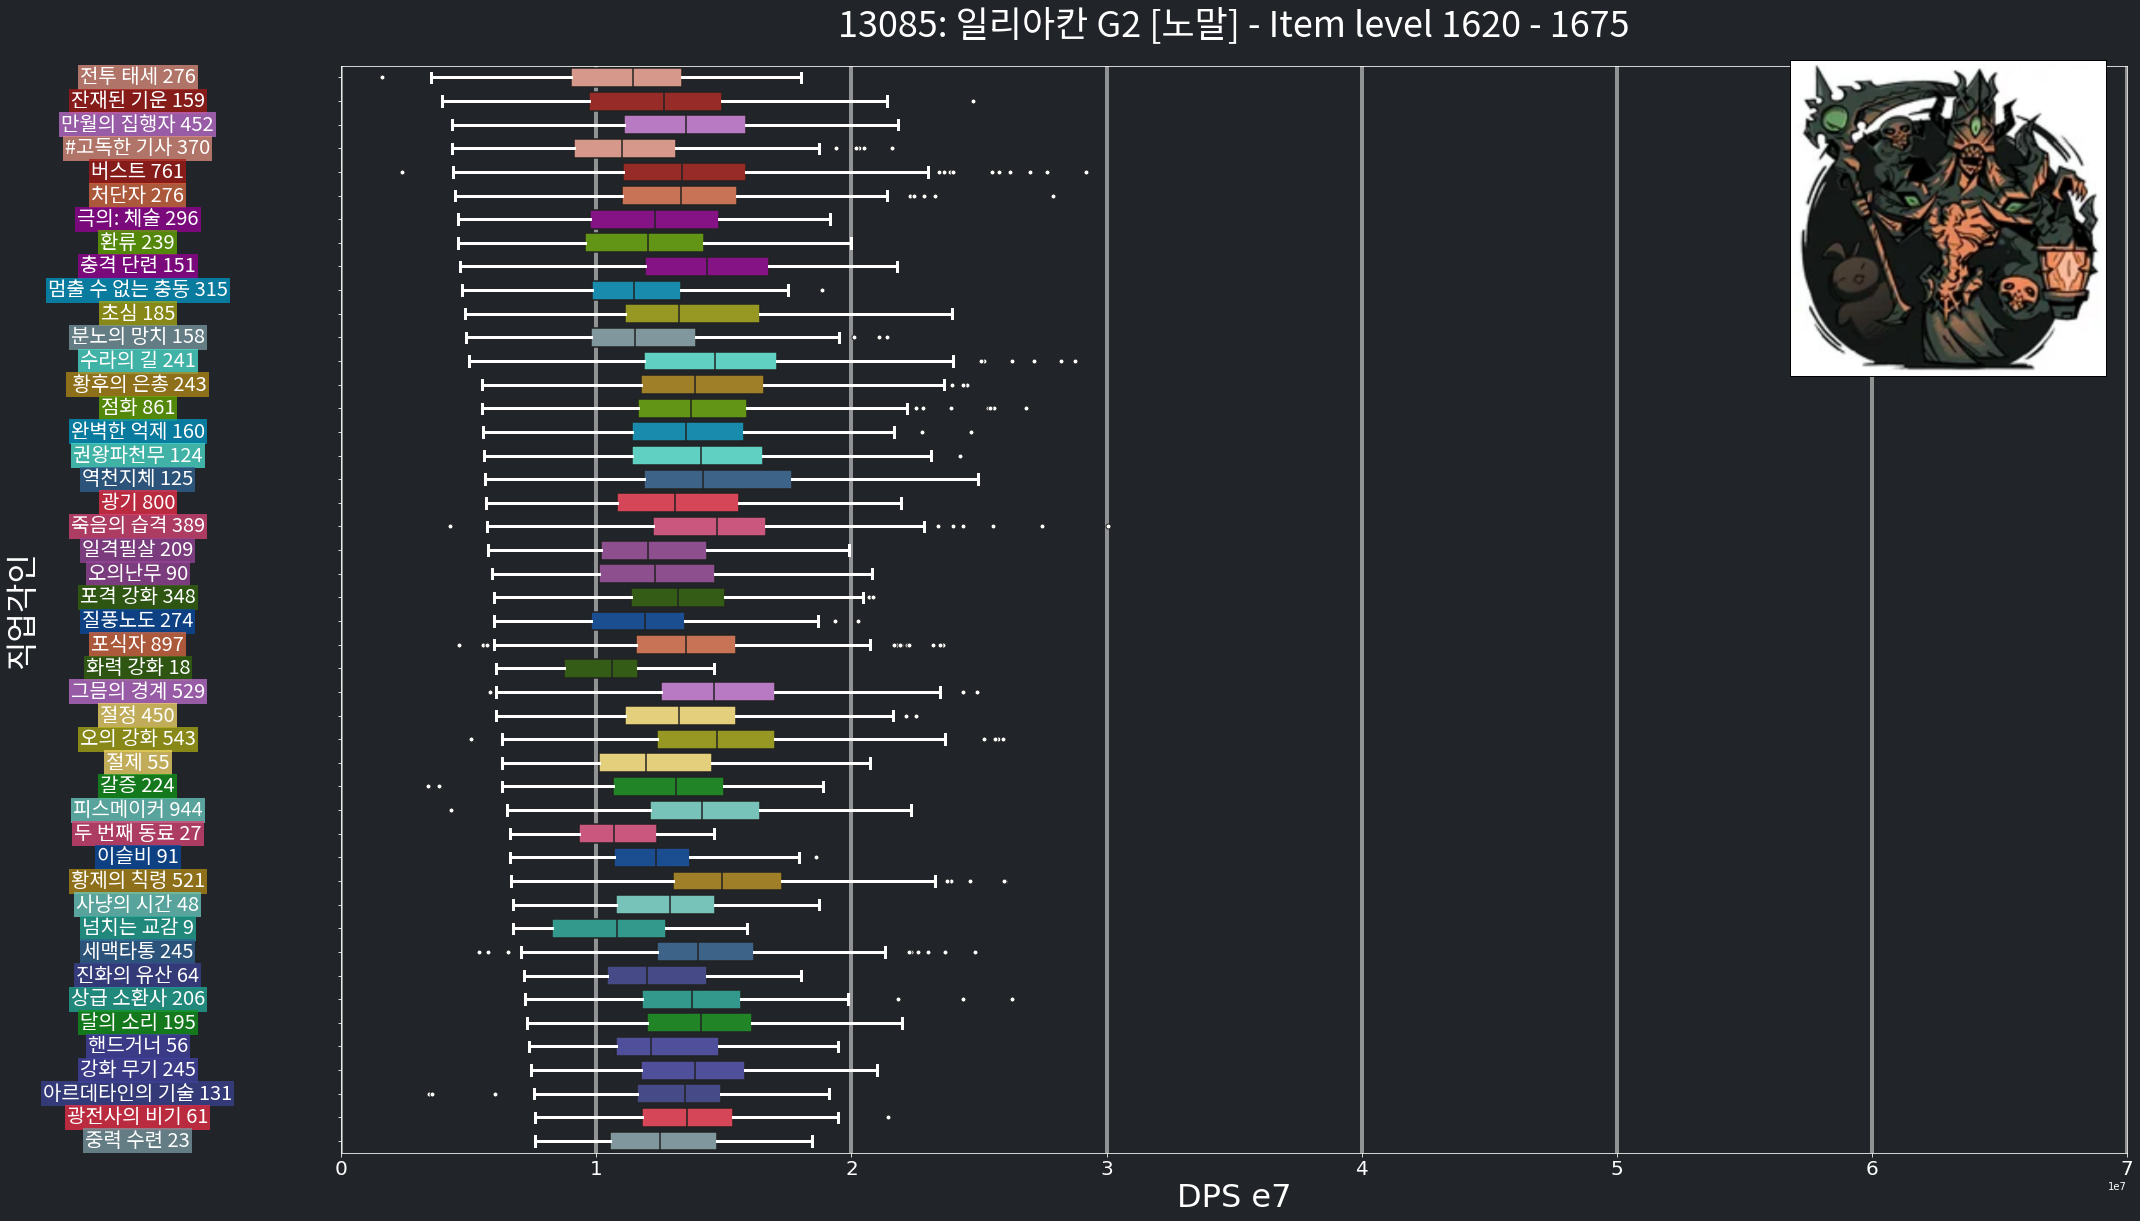 13085: 일리아칸 G2 [노말] - Item level 1620 - 1675
전투 태세 276
잔재된 기운 159
만월의 집행자 452
#고독한 기사 370
버스트 761
처단자 276
극의: 체술 296
환류 239
충격 단련 151
멈출 수 없는 충동 315
초심 185
분노의 망치 158
수라의 길 241
황후의 은총 243
점화 861
완벽한 억제 160
권왕파천무 124
역천지체 125
광기 800
죽음의 습격 389
일격필살 209
오의난무 90
포격 강화 348
질풍노도 274
포식자 897
화력 강화 18
그믐의 경계 529
절정 450
오의 강화 543
절제 55
갈증 224
피스메이커 944
두 번째 동료 27
이슬비 91
황제의 칙령 521
사냥의 시간 48
넘치는 교감 9
세맥타통 245
진화의 유산 64
상급 소환사 206
달의 소리 195
핸드거너 56
강화 무기 245
아르데타인의 기술 131
광전사의 비기 61
중력 수련 23
직업각인
0 1 2 3 4 5 6 7
DPS e7
1e7